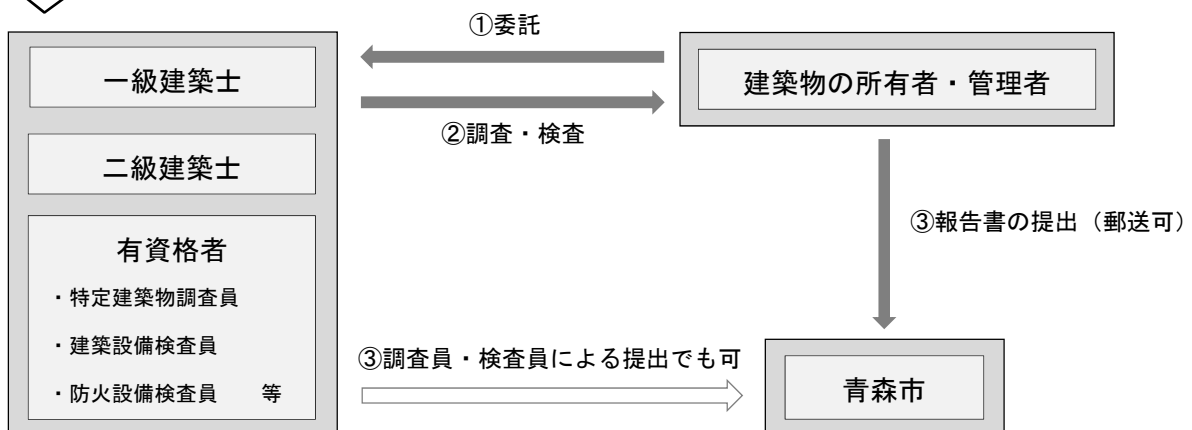 ①委託
一級建築士
建築物の所有者・管理者
②調査・検査
二級建築士
③報告書の提出（郵送可）
有資格者
・特定建築物調査員
・建築設備検査員
・防火設備検査員　　等
③調査員・検査員による提出でも可
青森市